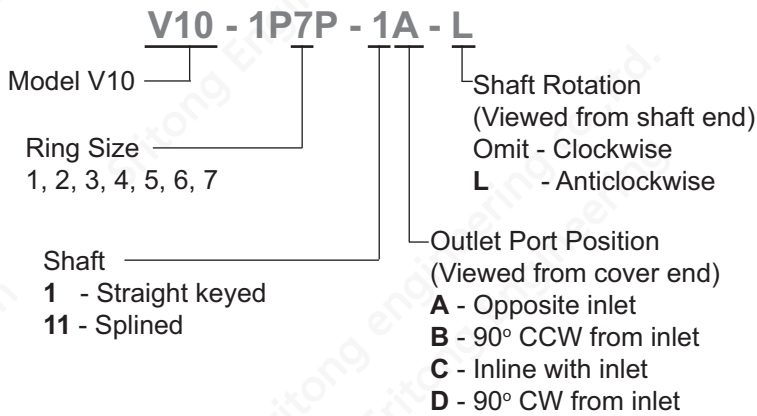 V10 - 1P7P - 1A - L
Model V10
Ring Size
1, 2, 3, 4, 5, 6, 7
Shaft
1 - Straight keyed
11 - Splined
Shaft Rotation
(Viewed from shaft end)
Omit - Clockwise
L - Anticlockwise
Outlet Port Position
(Viewed from cover end)
A - Opposite inlet
B - 90° CCW from inlet
C - Inline with inlet
D - 90° CW from inlet